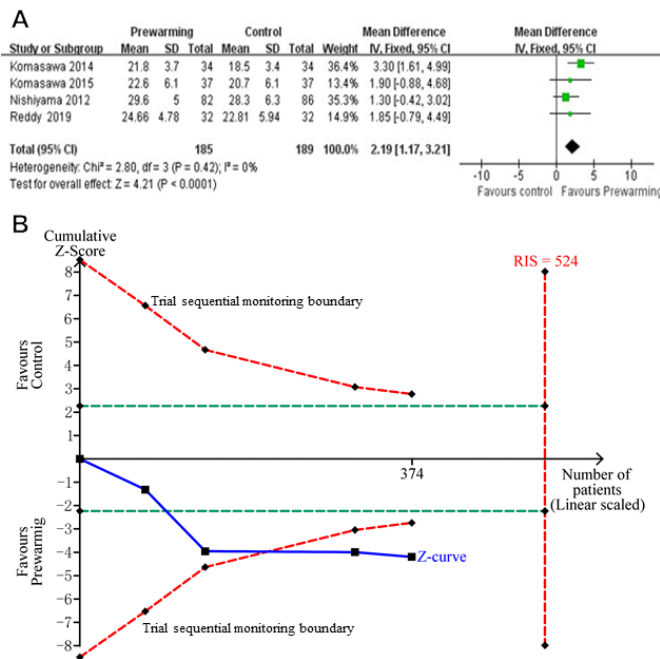 A
Prewarming Control Mean Difference Mean Difference
Study or Subgroup Mean SD Total Mean SD Total Weight IV, Fixed, 95% CI IV, Fixed, 95% CI
Komasawa 2014 21.8 3.7 34 18.5 3.4 34 36.4% 3.30 [1.61, 4.99]
Komasawa 2015 22.6 6.1 37 20.7 6.1 37 13.4% 1.90 [-0.88, 4.68]
Nishiyama 2012 29.6 5 82 28.3 6.3 86 35.3% 1.30 [-0.42, 3.02]
Reddy 2019 24.66 4.78 32 22.81 5.94 32 14.9% 1.85 [-0.79, 4.49]
Total (95% CI) 185 189 100.0% 2.19 [1.17, 3.21]
Heterogeneity: Chi² = 2.80, df = 3 (P = 0.42); I² = 0%
Test for overall effect: Z = 4.21 (P < 0.0001)
-10 -5 0 5 10
Favours control Favours Prewarming
B
Cumulative
Z-Score
RIS = 524
8
7
6
5
4
3
2
1
-1
-2
-3
-4
-5
-6
-7
-8
Trial sequential monitoring boundary
Favours
Control
374
Number of
patients
(Linear scaled)
Favours
Prewarmig
Z-curve
Trial sequential monitoring boundary